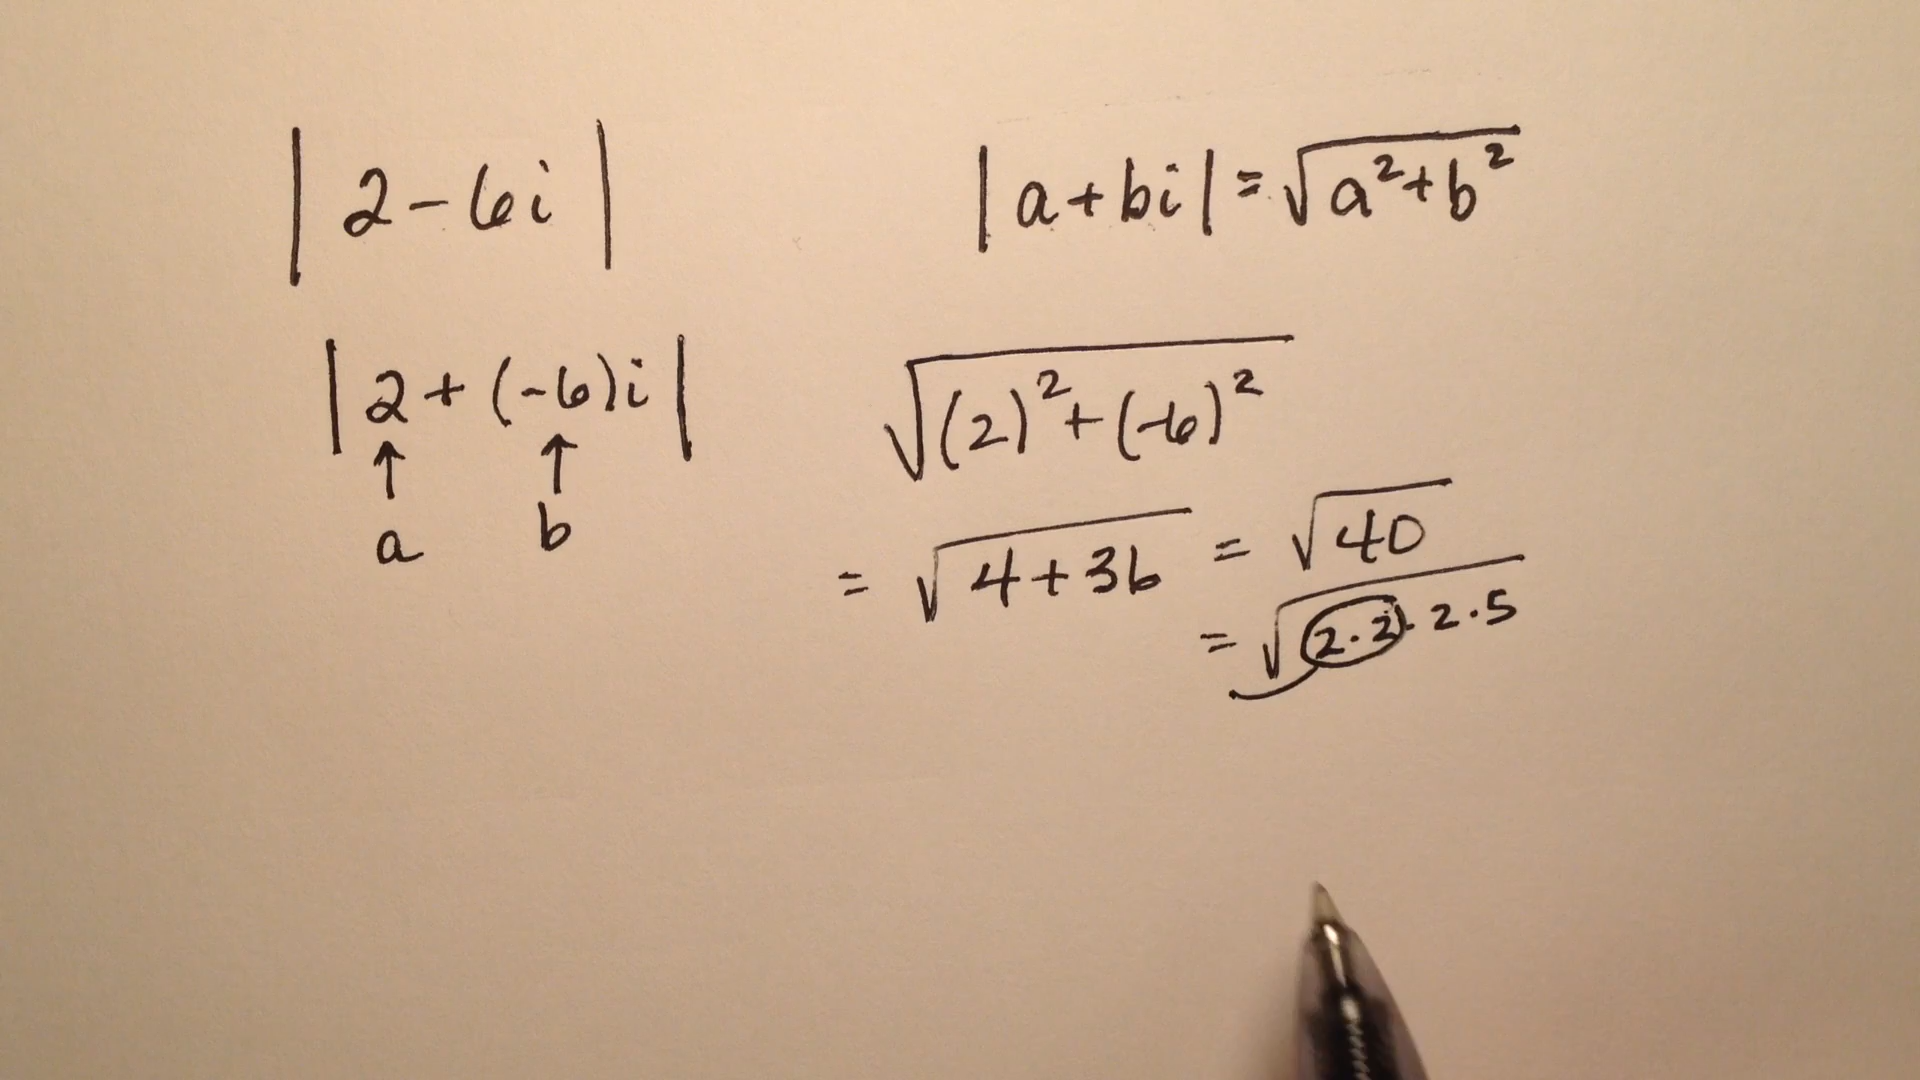 |2-6i|
|a+bi| = √a²+b²
|2+(-6)i|
√(2)²+(-6)²
↑ ↑
a b
= √4+36 = √40
= √2·2·2·5